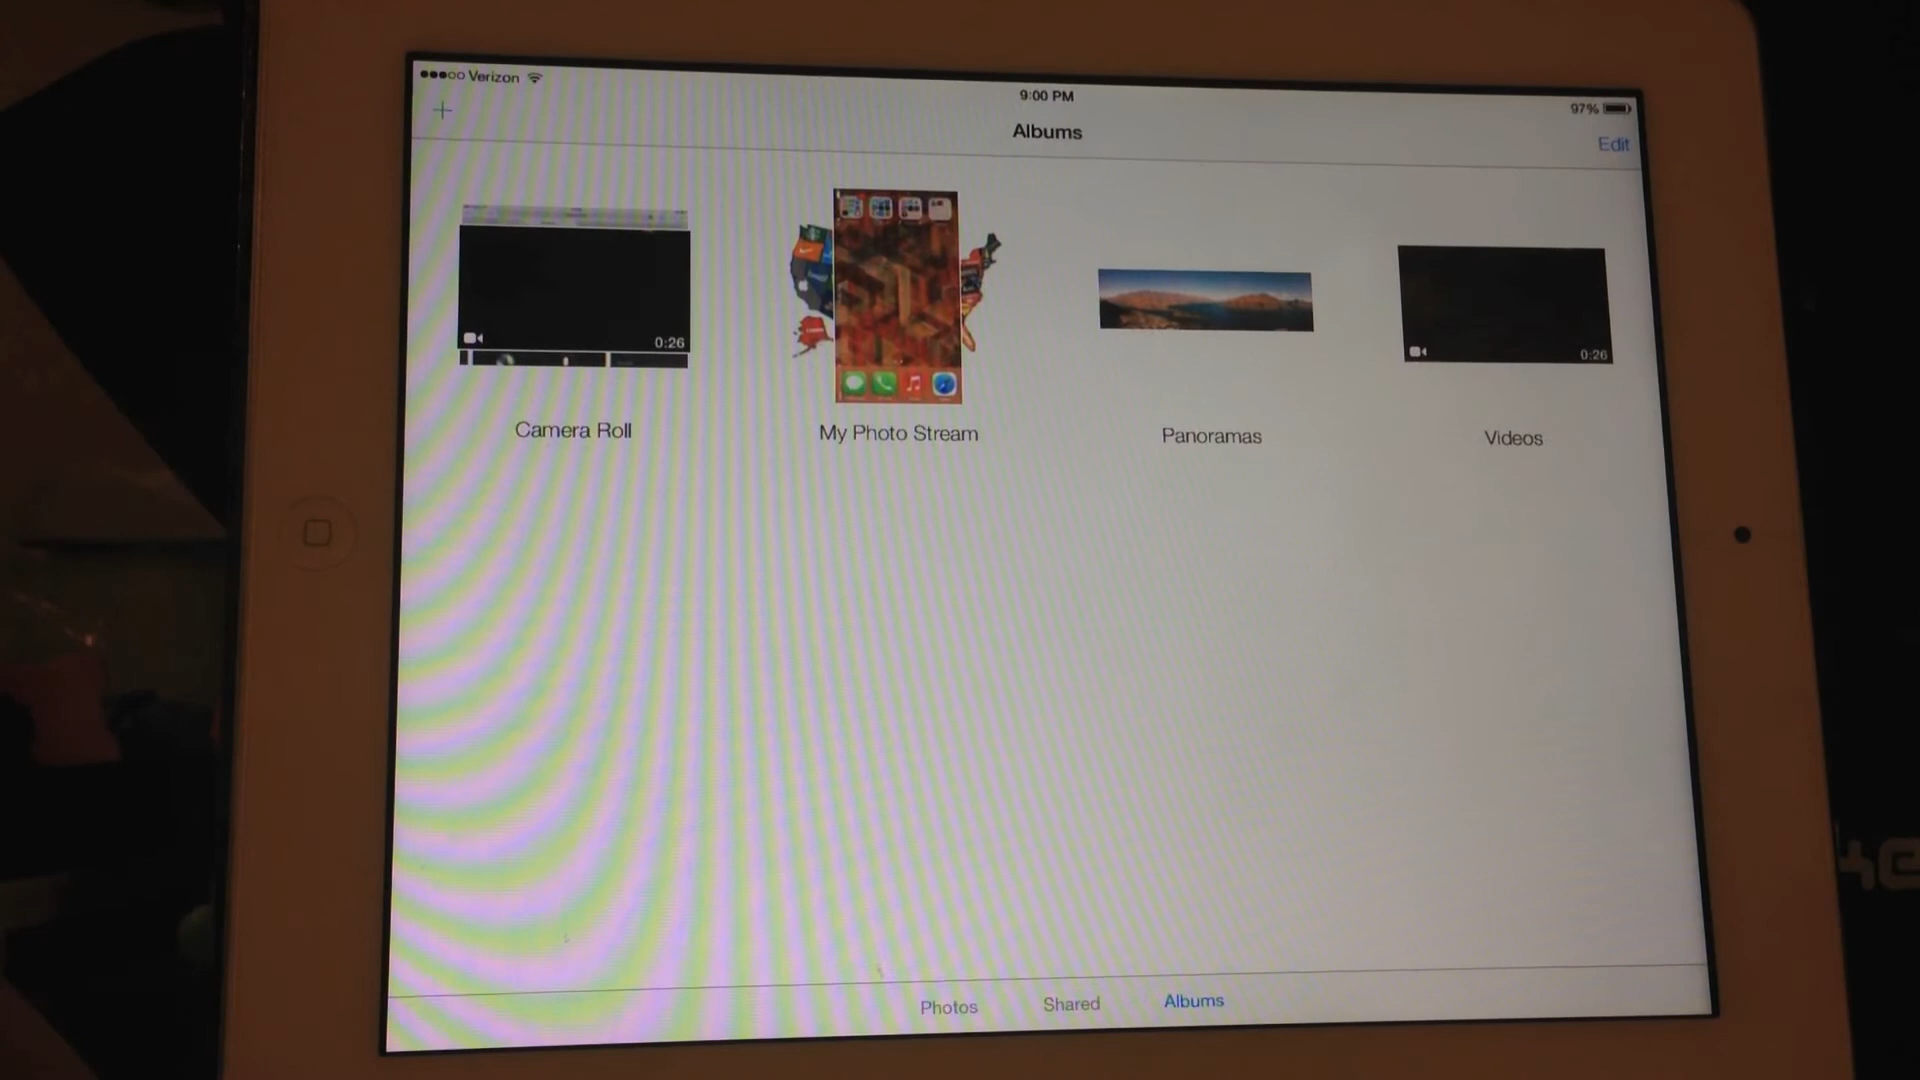 Verizon
9:00 PM
97%
Albums
Edit
0:26
0:26
Camera Roll
My Photo Stream
Panoramas
Videos
Photos
Shared
Albums